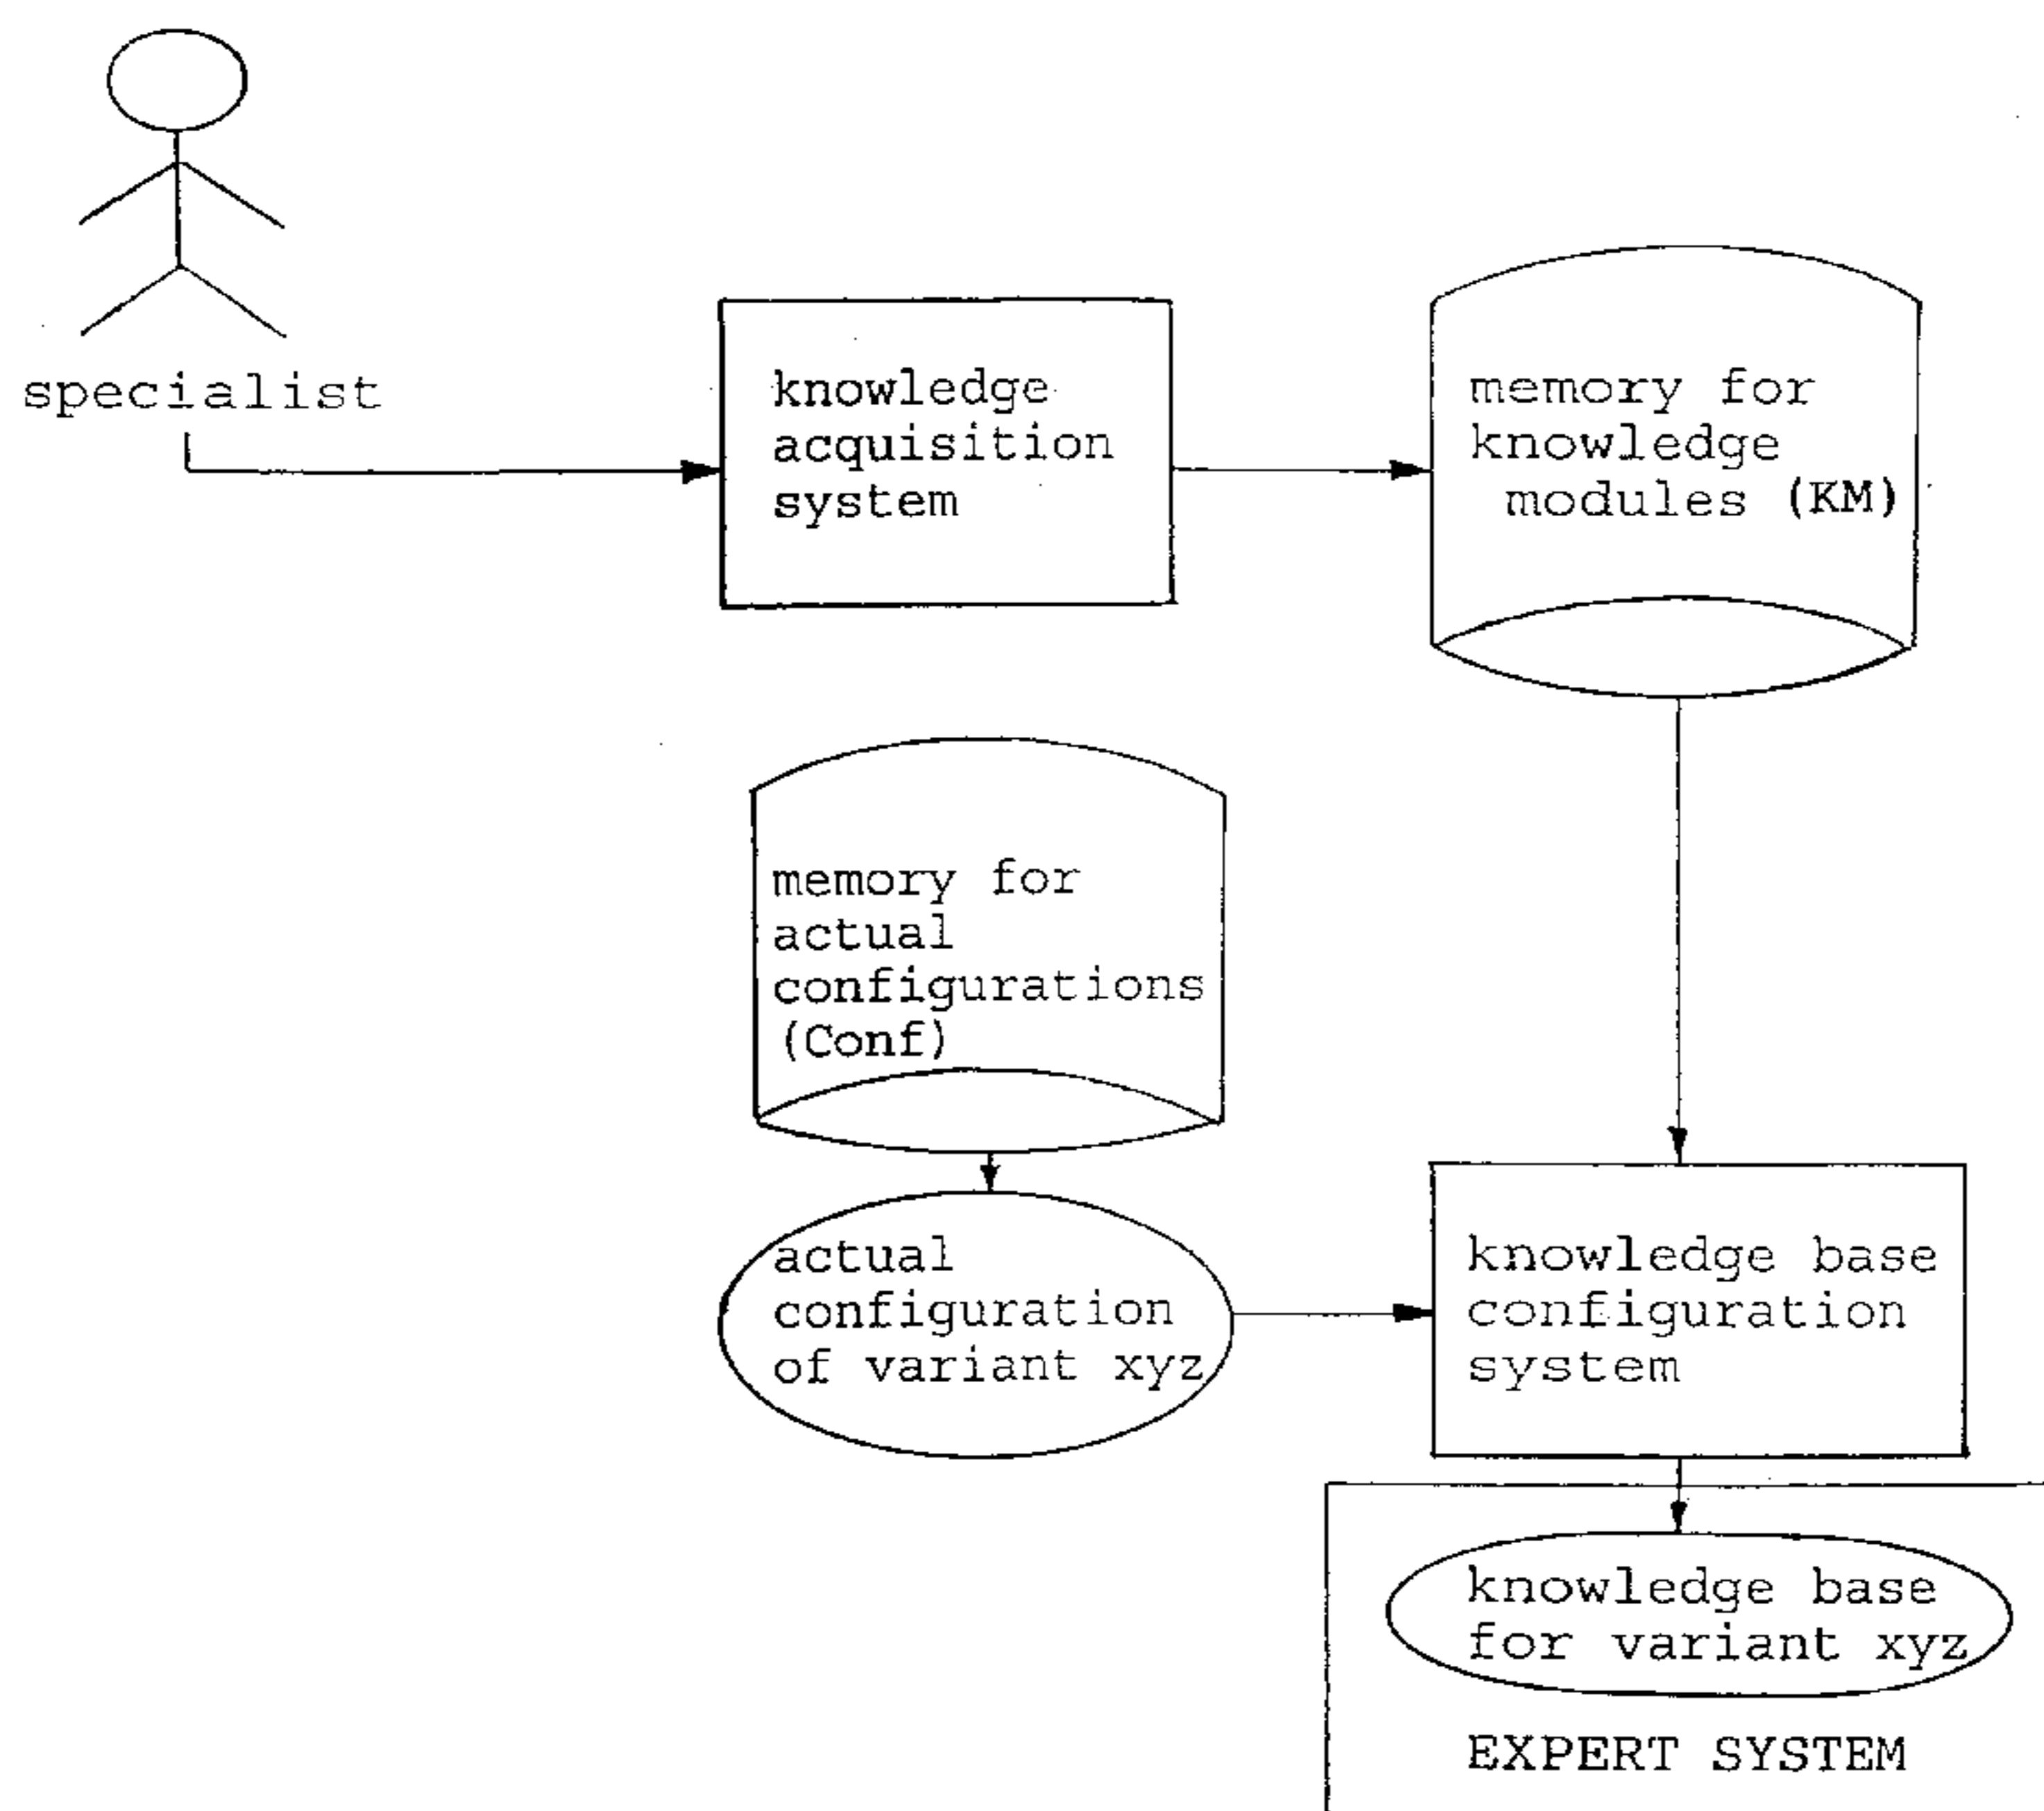 specialist
knowledge
acquisition
system
memory for
knowledge
modules (KM)
memory for
actual
configurations
(Conf)
actual
configuration
of variant xyz
knowledge base
configuration
system
knowledge base
for variant xyz
EXPERT SYSTEM